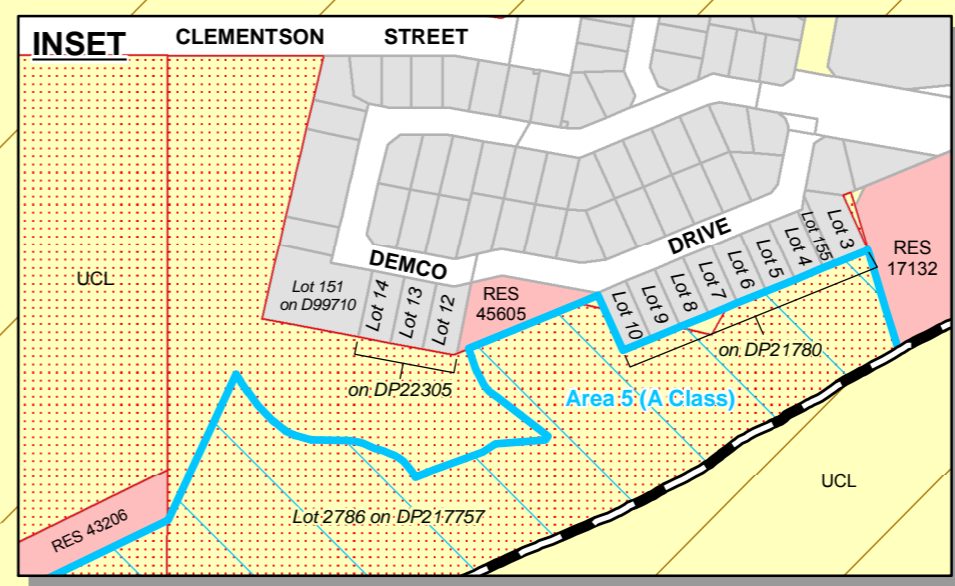 INSET
CLEMENTSON STREET
UCL
DEMCO
DRIVE
Lot 151
on D99710
Lot 14
Lot 13
Lot 12
RES
45605
Lot 10
Lot 9
Lot 8
Lot 7
Lot 6
Lot 5
Lot 4
Lot 155
Lot 3
RES
17132
on DP22305
on DP21780
Area 5 (A Class)
UCL
Lot 2786 on DP217757
RES 43206